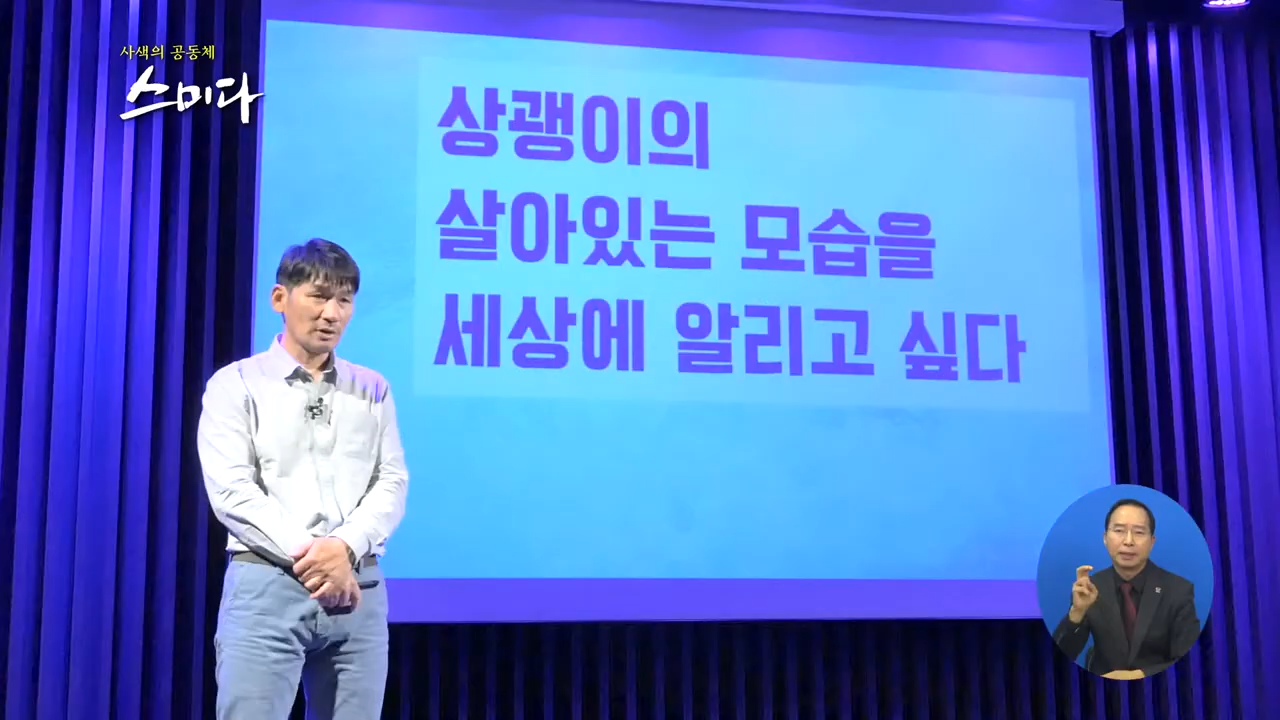 사색의 공동체
스미다
상괭이의
살아있는 모습을
세상에 알리고 싶다